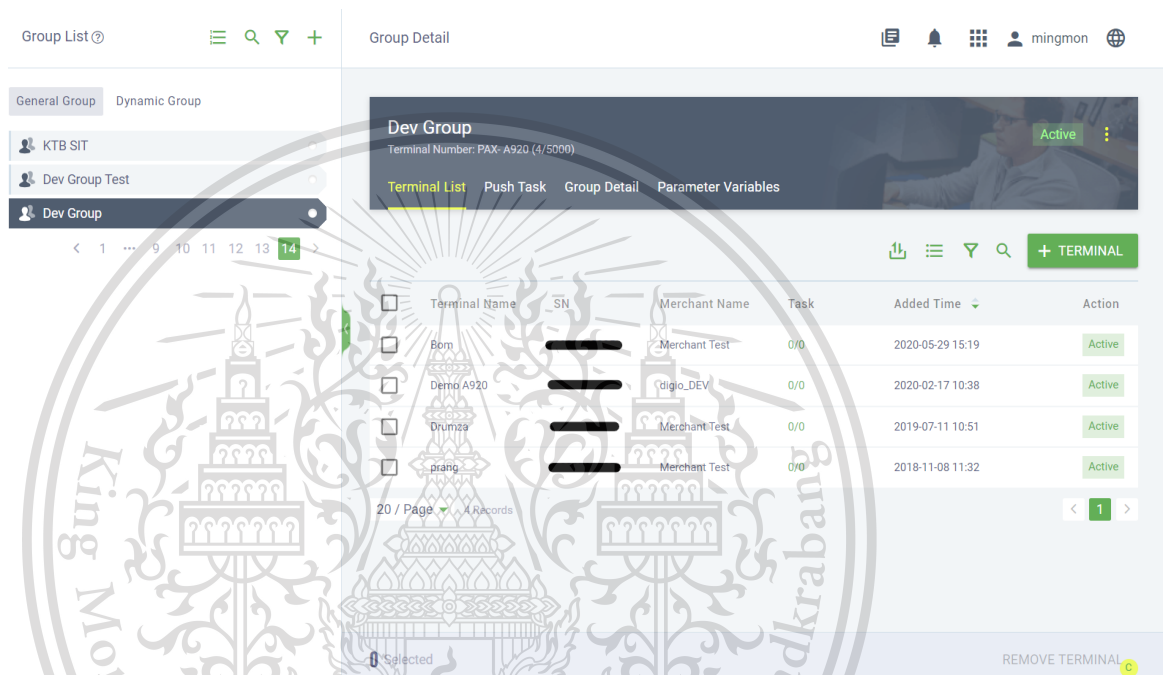 Group List
Group Detail
mingmon
General Group Dynamic Group
KTB SIT
Dev Group Test
Dev Group
< 1 ... 9 10 11 12 13 14 >
Dev Group
Terminal Number: PAX- A920 (4/5000)
Active
Terminal List Push Task Group Detail Parameter Variables
+ TERMINAL
Terminal Name SN Merchant Name Task Added Time Action
Bom Merchant Test 0/0 2020-05-29 15:19 Active
Demo A920 digio_DEV 0/0 2020-02-17 10:38 Active
Drumza Merchant Test 0/0 2019-07-11 10:51 Active
prang Merchant Test 0/0 2018-11-08 11:32 Active
20 / Page 4 Records
< 1 >
0 Selected
REMOVE TERMINAL
C
King Mo
dkrabang